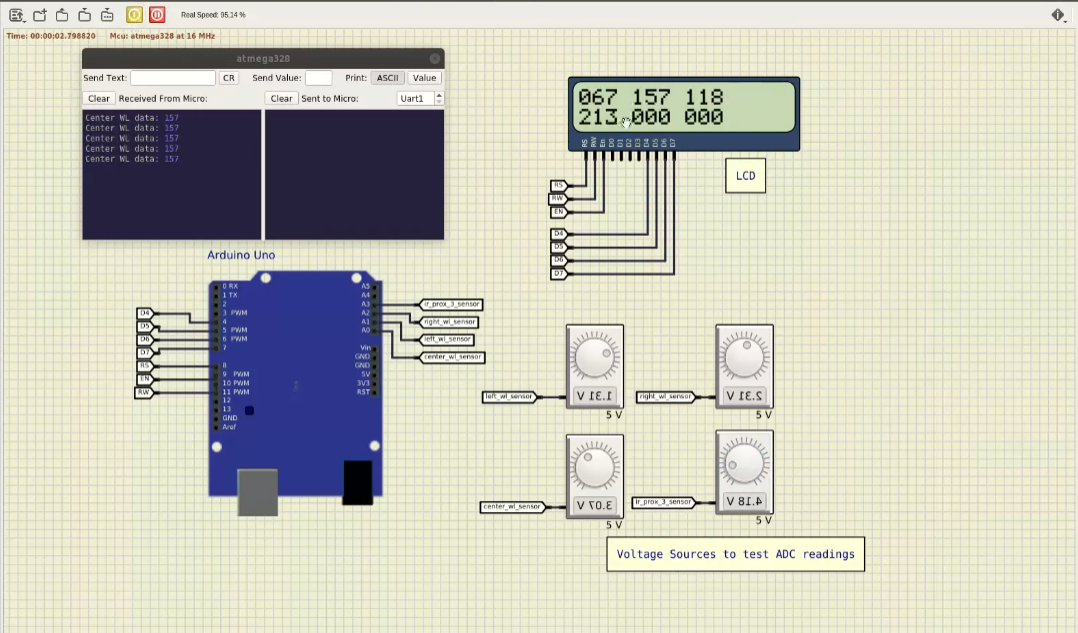 Real Speed: 95,14 %
Time: 00:00:02.798820 Mcu: atmega328 at 16 MHz
atmega328
Send Text: CR Send Value: Print: ASCII Value
Clear Received From Micro: Clear Sent to Micro: Uart1
Center WL data: 157
Center WL data: 157
Center WL data: 157
Center WL data: 157
Center WL data: 157
067 157 118
213 000 000
RS RW En D0 D1 D2 D3 D4 D5 D6 D7
LCD
RS
RW
EN
D4
D5
D6
D7
Arduino Uno
0 RX
1 TX
2
3 PWM
4
5 PWM
6 PWM
7
8
9 PWM
10 PWM
11 PWM
12
13
GND
Aref
A5
A4
A3
A2
A1
A0
Vin
GND
GND
5V
3V3
RST
D4
D5
D6
D7
RS
EN
RW
ir_prox_3_sensor
right_wl_sensor
left_wl_sensor
center_wl_sensor
left_wl_sensor 1.31 V
5 V
right_wl_sensor 2.31 V
5 V
center_wl_sensor 3.07 V
5 V
ir_prox_3_sensor 4.18 V
5 V
Voltage Sources to test ADC readings